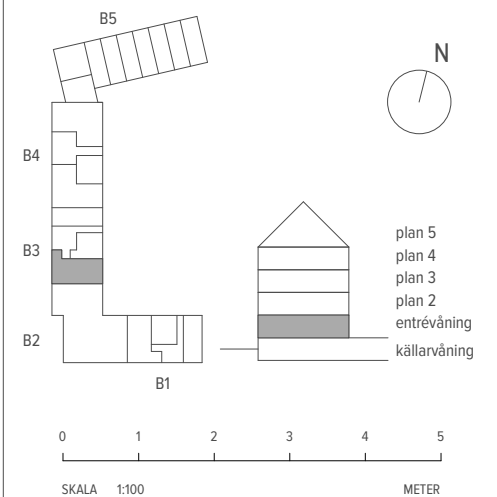 B5
N
B4
B3
B2
B1
plan 5
plan 4
plan 3
plan 2
entrévåning
källarvåning
0 1 2 3 4 5
SKALA 1:100 METER